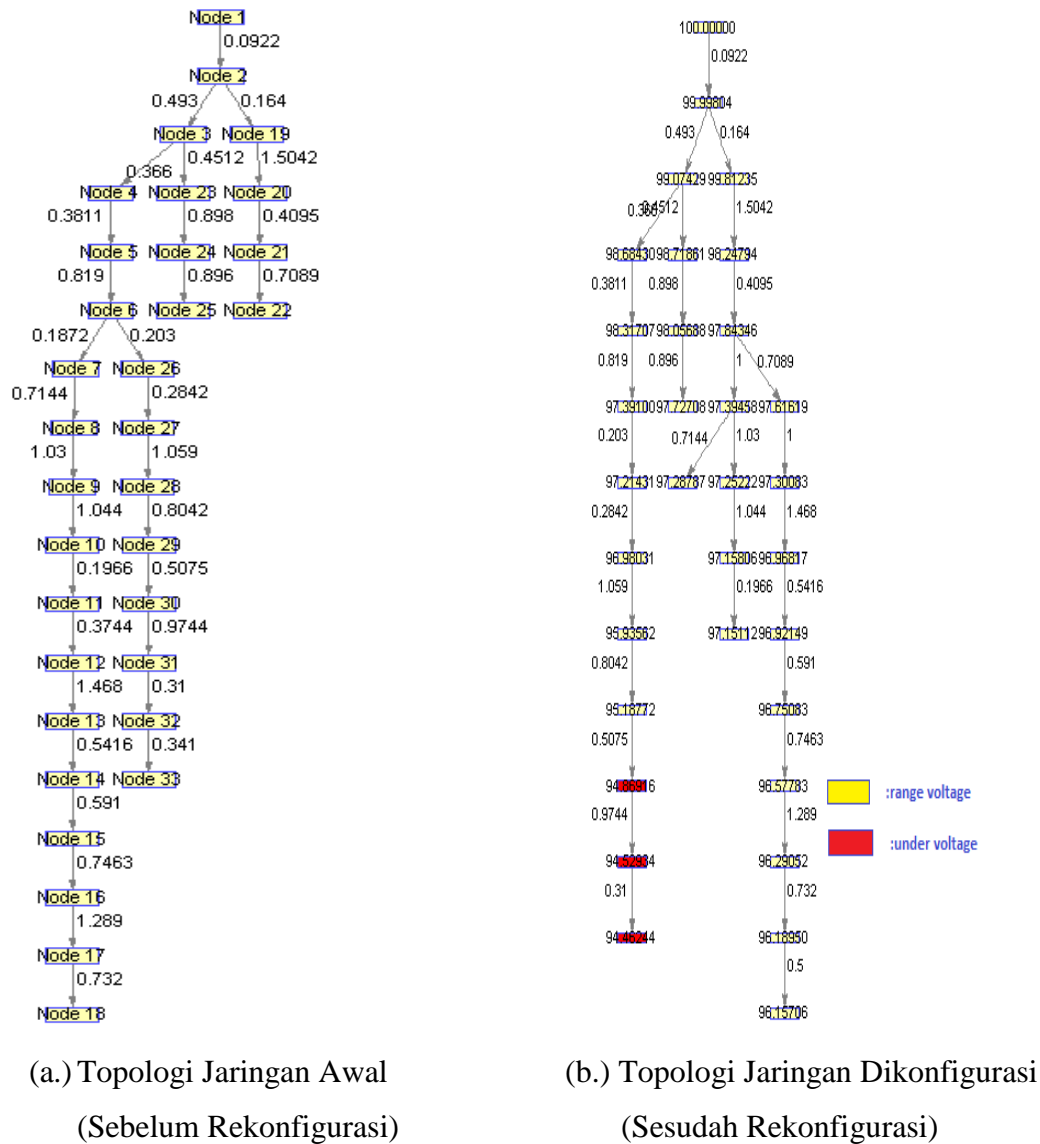 Node 1
0.0922
Node 2
0.493 0.164
Node 3 Node 19
0.366 0.4512 1.5042
Node 4 Node 23 Node 20
0.3811 0.898 0.4095
Node 5 Node 24 Node 21
0.819 0.896 0.7089
Node 6 Node 25 Node 22
0.1872 0.203
Node 7 Node 26
0.7144 0.2842
Node 8 Node 27
1.03 1.059
Node 9 Node 28
1.044 0.8042
Node 10 Node 29
0.1966 0.5075
Node 11 Node 30
0.3744 0.9744
Node 12 Node 31
1.468 0.31
Node 13 Node 32
0.5416 0.341
Node 14 Node 33
0.591
Node 15
0.7463
Node 16
1.289
Node 17
0.732
Node 18
(a.) Topologi Jaringan Awal
(Sebelum Rekonfigurasi)
100.00000
0.0922
99.99804
0.493 0.164
99.07429 99.81235
0.366 0.4512 1.5042
98.68430 98.71861 98.24794
0.3811 0.898 0.4095
98.31707 98.05688 97.84346
0.819 0.896 1 0.7089
97.39100 97.72708 97.39458 97.61619
0.203 0.7144 1.03 1
97.21431 97.28787 97.25222 97.30083
0.2842 1.044 1.468
96.98031 97.15806 96.96817
1.059 0.1966 0.5416
95.93562 97.15112 96.92149
0.8042 0.591
95.18772 96.75083
0.5075 0.7463
94.86916 96.57783
0.9744 1.289
94.52934 96.29052
0.31 0.732
94.46244 96.18950
0.5
96.15706
:range voltage
:under voltage
(b.) Topologi Jaringan Dikonfigurasi
(Sesudah Rekonfigurasi)